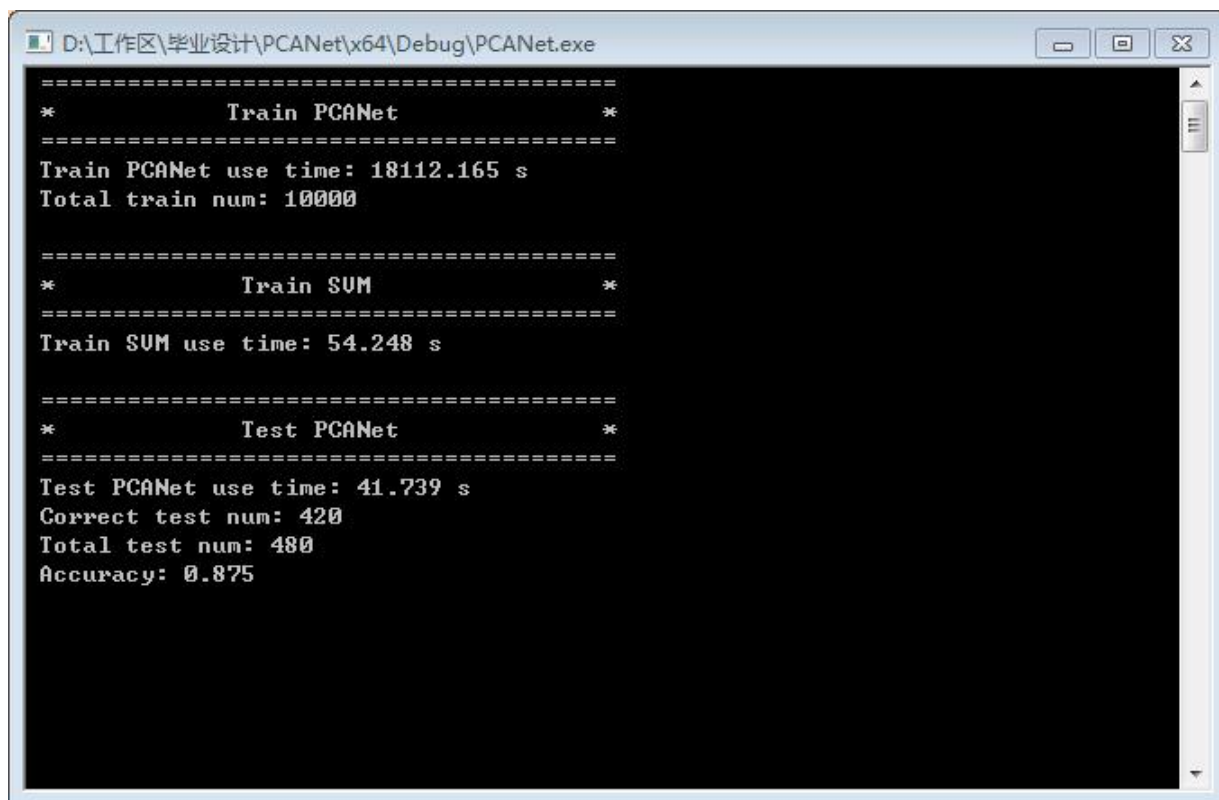 D:\工作区\毕业设计\PCANet\x64\Debug\PCANet.exe
========================================
* Train PCANet *
========================================
Train PCANet use time: 18112.165 s
Total train num: 10000
========================================
* Train SVM *
========================================
Train SVM use time: 54.248 s
========================================
* Test PCANet *
========================================
Test PCANet use time: 41.739 s
Correct test num: 420
Total test num: 480
Accuracy: 0.875